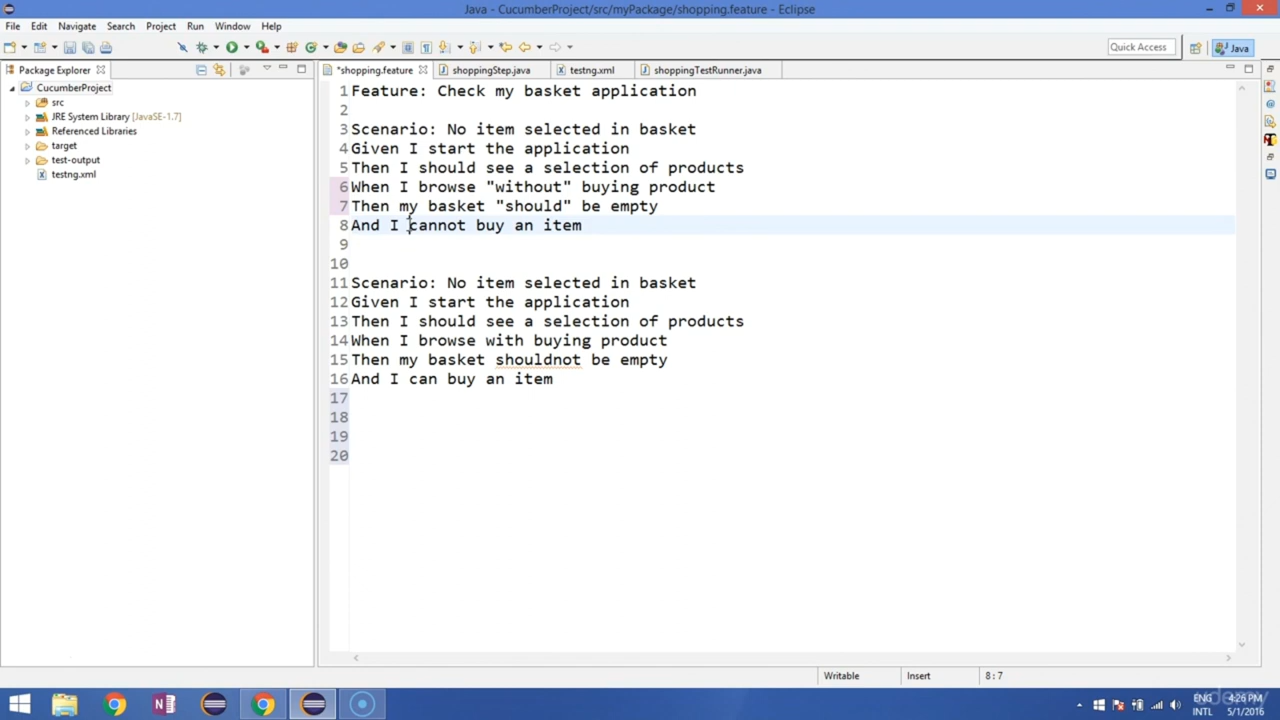 Java - CucumberProject/src/myPackage/shopping.feature - Eclipse
File Edit Navigate Search Project Run Window Help
Quick Access
Java
Package Explorer
*shopping.feature
shoppingStep.java
testng.xml
shoppingTestRunner.java
CucumberProject
src
JRE System Library [JavaSE-1.7]
Referenced Libraries
target
test-output
testng.xml
1 Feature: Check my basket application
2
3 Scenario: No item selected in basket
4 Given I start the application
5 Then I should see a selection of products
6 When I browse "without" buying product
7 Then my basket "should" be empty
8 And I cannot buy an item
9
10
11 Scenario: No item selected in basket
12 Given I start the application
13 Then I should see a selection of products
14 When I browse with buying product
15 Then my basket shouldnot be empty
16 And I can buy an item
17
18
19
20
Writable
Insert
8:7
ENG
INTL
4:26 PM
5/1/2016
udemy